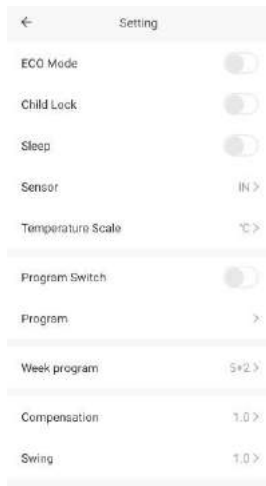 Setting
ECO Mode
Child Lock
Sleep
Sensor IN >
Temperature Scale °C >
Program Switch
Program >
Week program 5+2 >
Compensation 1.0 >
Swing 1.0 >